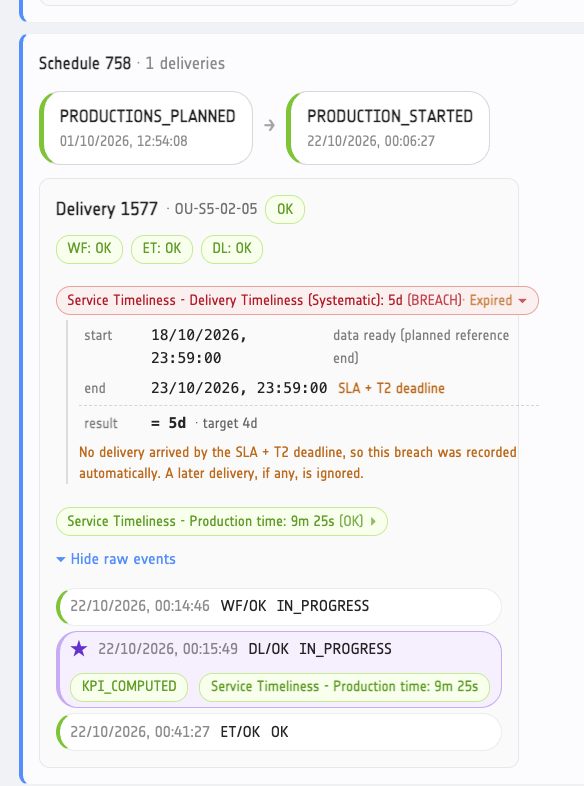 Schedule 758 · 1 deliveries
PRODUCTIONS_PLANNED
01/10/2026, 12:54:08
→
PRODUCTION_STARTED
22/10/2026, 00:06:27
Delivery 1577 · OU-S5-02-05 OK
WF: OK ET: OK DL: OK
Service Timeliness - Delivery Timeliness (Systematic): 5d (BREACH)· Expired
start 18/10/2026, 23:59:00 data ready (planned reference end)
end 23/10/2026, 23:59:00 SLA + T2 deadline
result = 5d · target 4d
No delivery arrived by the SLA + T2 deadline, so this breach was recorded
automatically. A later delivery, if any, is ignored.
Service Timeliness - Production time: 9m 25s (OK)
Hide raw events
22/10/2026, 00:14:46 WF/OK IN_PROGRESS
★ 22/10/2026, 00:15:49 DL/OK IN_PROGRESS
KPI_COMPUTED Service Timeliness - Production time: 9m 25s
22/10/2026, 00:41:27 ET/OK OK